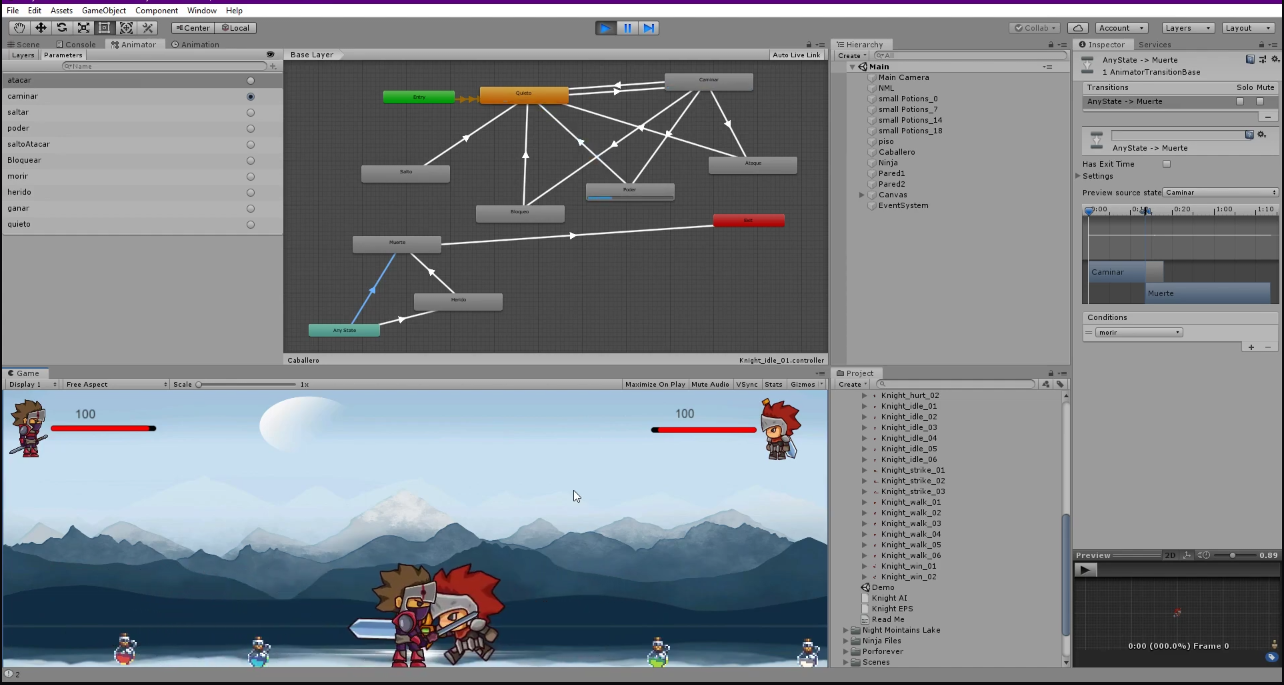 File Edit Assets GameObject Component Window Help
Center Local
Collab Account Layers Layout
Scene Console Animator Animation
Layers Parameters
Name
atacar
caminar
saltar
poder
saltoAtacar
Bloquear
morir
herido
ganar
quieto
Base Layer Auto Live Link
Entry
Quieto
Caminar
Salto
Ataque
Poder
Bloqueo
Exit
Muerte
Herido
Any State
Caballero Knight_idle_01.controller
Hierarchy
Create All
Main
Main Camera
NML
small Potions_0
small Potions_7
small Potions_14
small Potions_18
piso
Caballero
Ninja
Pared1
Pared2
Canvas
EventSystem
Inspector Services
AnyState -> Muerte
1 AnimatorTransitionBase
Transitions Solo Mute
AnyState -> Muerte
AnyState -> Muerte
Has Exit Time
Settings
Preview source state Caminar
0:20 1:00 1:10
Caminar
Muerte
Conditions
morir
Game
Display 1 Free Aspect Scale 1x Maximize On Play Mute Audio VSync Stats Gizmos
100 100
Project
Create
Knight_hurt_02
Knight_idle_01
Knight_idle_02
Knight_idle_03
Knight_idle_04
Knight_idle_05
Knight_idle_06
Knight_strike_01
Knight_strike_02
Knight_strike_03
Knight_walk_01
Knight_walk_02
Knight_walk_03
Knight_walk_04
Knight_walk_05
Knight_walk_06
Knight_win_01
Knight_win_02
Demo
Knight AI
Knight EPS
Read Me
Night Mountains Lake
Ninja Files
Porforever
Scenes
Preview 2D 0.89
0:00 (000.0%) Frame 0
2